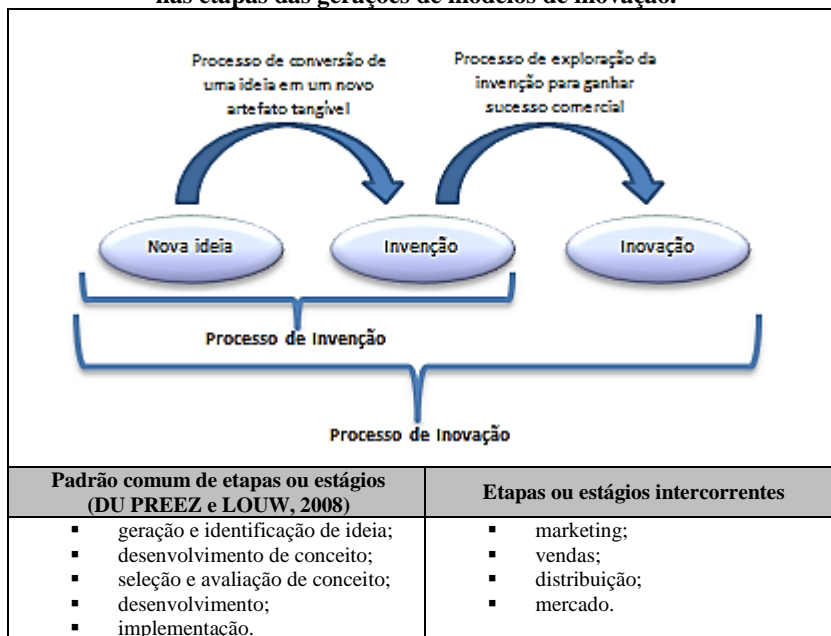 nas etapas das gerações de modelos de inovação.
Processo de conversão de
uma ideia em um novo
artefato tangível
Processo de exploração da
invenção para ganhar
sucesso comercial
Nova ideia
Invenção
Inovação
Processo de Invenção
Processo de Inovação
Padrão comum de etapas ou estágios
(DU PREEZ e LOUW, 2008)
Etapas ou estágios intercorrentes
▪ geração e identificação de ideia;
▪ desenvolvimento de conceito;
▪ seleção e avaliação de conceito;
▪ desenvolvimento;
▪ implementação.
▪ marketing;
▪ vendas;
▪ distribuição;
▪ mercado.